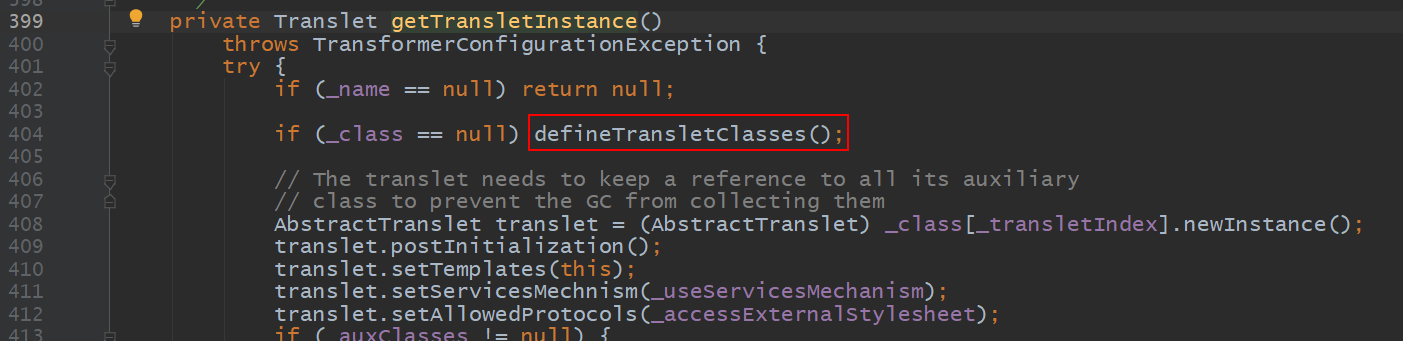 398 /
399 private Translet getTransletInstance()
400 throws TransformerConfigurationException {
401 try {
402 if (_name == null) return null;
403
404 if (_class == null) defineTransletClasses();
405
406 // The translet needs to keep a reference to all its auxiliary
407 // class to prevent the GC from collecting them
408 AbstractTranslet translet = (AbstractTranslet) _class[_transletIndex].newInstance();
409 translet.postInitialization();
410 translet.setTemplates(this);
411 translet.setServicesMechnism(_useServicesMechanism);
412 translet.setAllowedProtocols(_accessExternalStylesheet);
413 if (_auxClasses != null) {